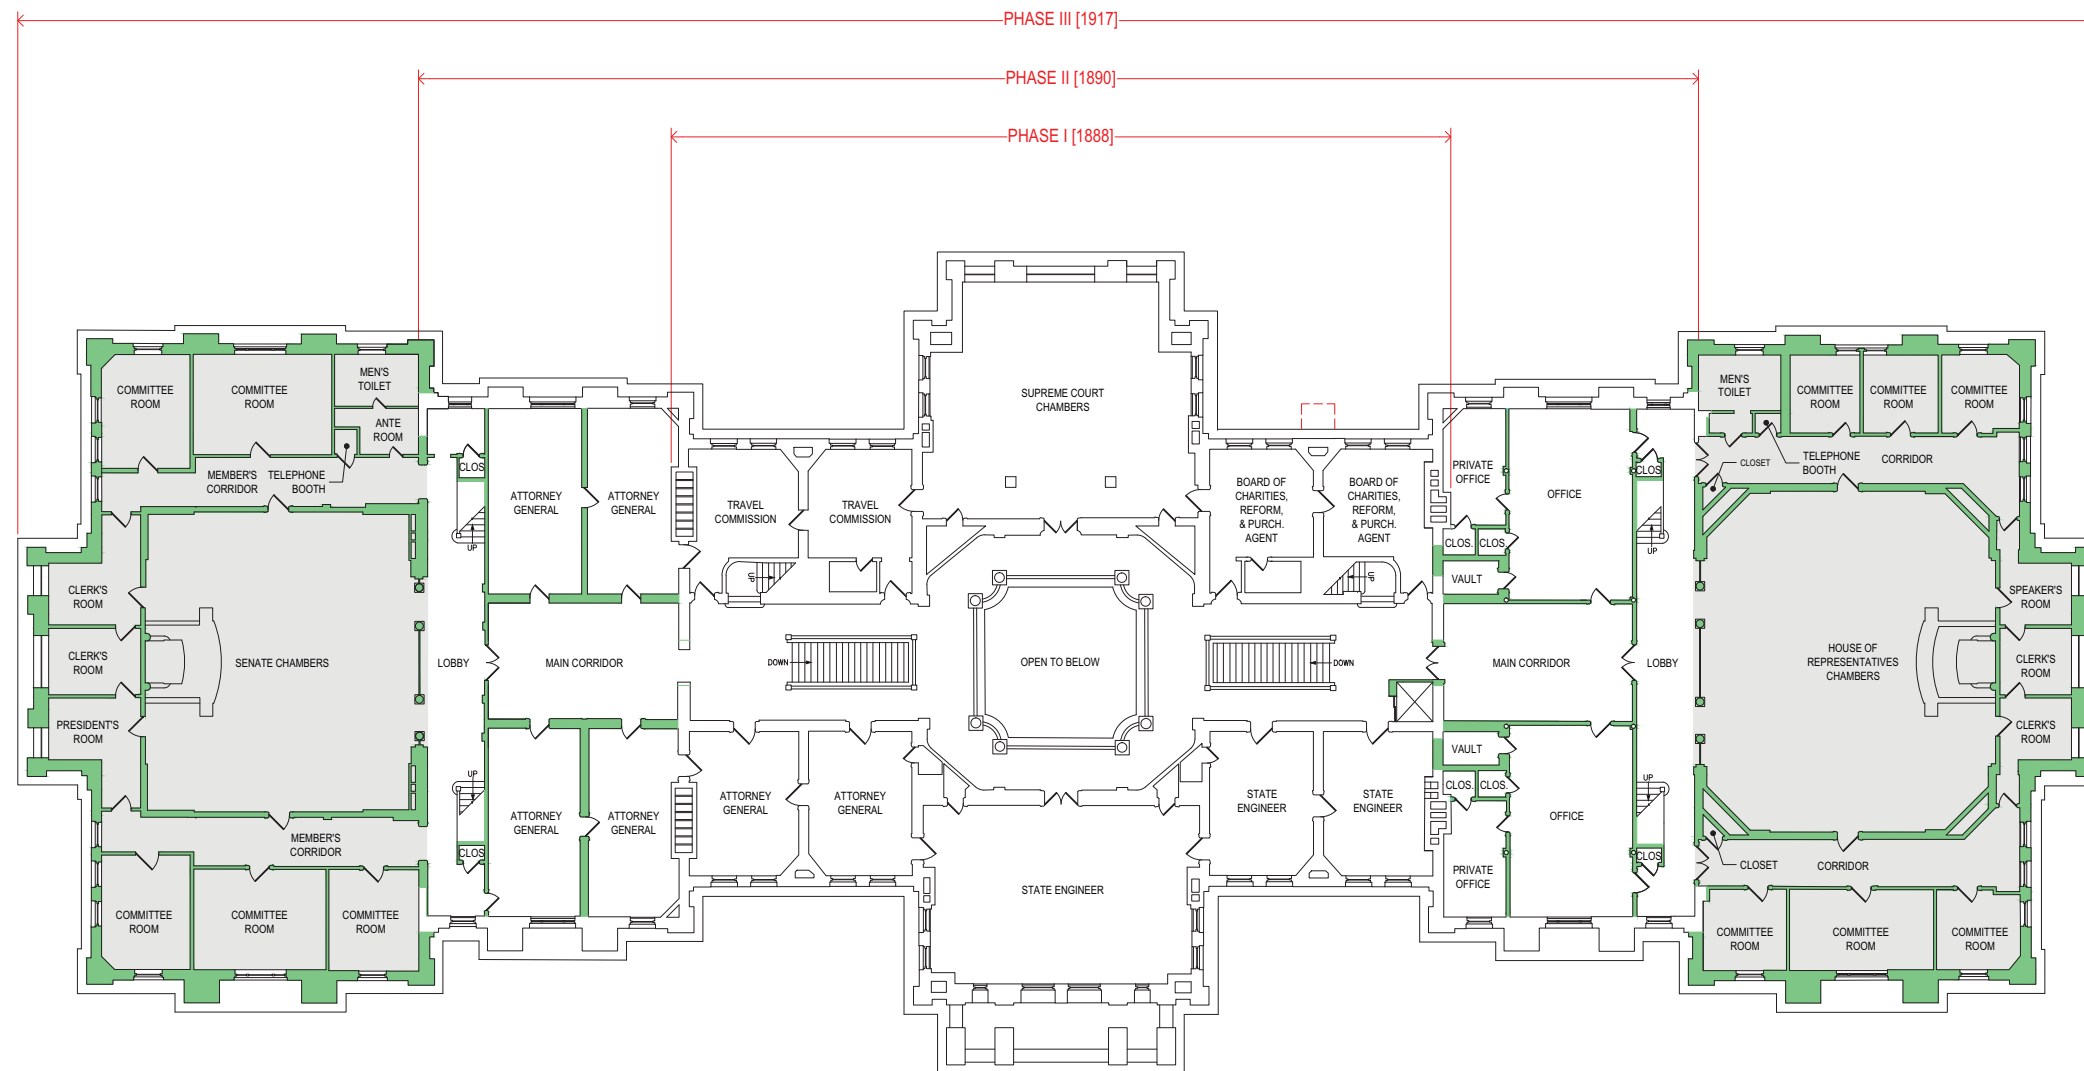 PHASE III [1917]
PHASE II [1890]
PHASE I [1888]
COMMITTEE
ROOM
COMMITTEE
ROOM
MEN'S
TOILET
ANTE
ROOM
MEMBER'S
CORRIDOR
TELEPHONE
BOOTH
CLOS
UP
CLERK'S
ROOM
CLERK'S
ROOM
PRESIDENT'S
ROOM
SENATE CHAMBERS
LOBBY
MEMBER'S
CORRIDOR
COMMITTEE
ROOM
COMMITTEE
ROOM
COMMITTEE
ROOM
UP
CLOS
ATTORNEY
GENERAL
ATTORNEY
GENERAL
MAIN CORRIDOR
ATTORNEY
GENERAL
ATTORNEY
GENERAL
TRAVEL
COMMISSION
TRAVEL
COMMISSION
UP
DOWN
ATTORNEY
GENERAL
ATTORNEY
GENERAL
SUPREME COURT
CHAMBERS
OPEN TO BELOW
STATE ENGINEER
BOARD OF
CHARITIES,
REFORM,
& PURCH.
AGENT
BOARD OF
CHARITIES,
REFORM,
& PURCH.
AGENT
UP
DOWN
STATE
ENGINEER
STATE
ENGINEER
PRIVATE
OFFICE
CLOS.
CLOS.
VAULT
OFFICE
MAIN CORRIDOR
VAULT
CLOS.
CLOS.
PRIVATE
OFFICE
OFFICE
CLOS
UP
LOBBY
UP
CLOS
MEN'S
TOILET
COMMITTEE
ROOM
COMMITTEE
ROOM
COMMITTEE
ROOM
CLOSET
TELEPHONE
BOOTH
CORRIDOR
HOUSE OF
REPRESENTATIVES
CHAMBERS
SPEAKER'S
ROOM
CLERK'S
ROOM
CLERK'S
ROOM
CLOSET
CORRIDOR
COMMITTEE
ROOM
COMMITTEE
ROOM
COMMITTEE
ROOM